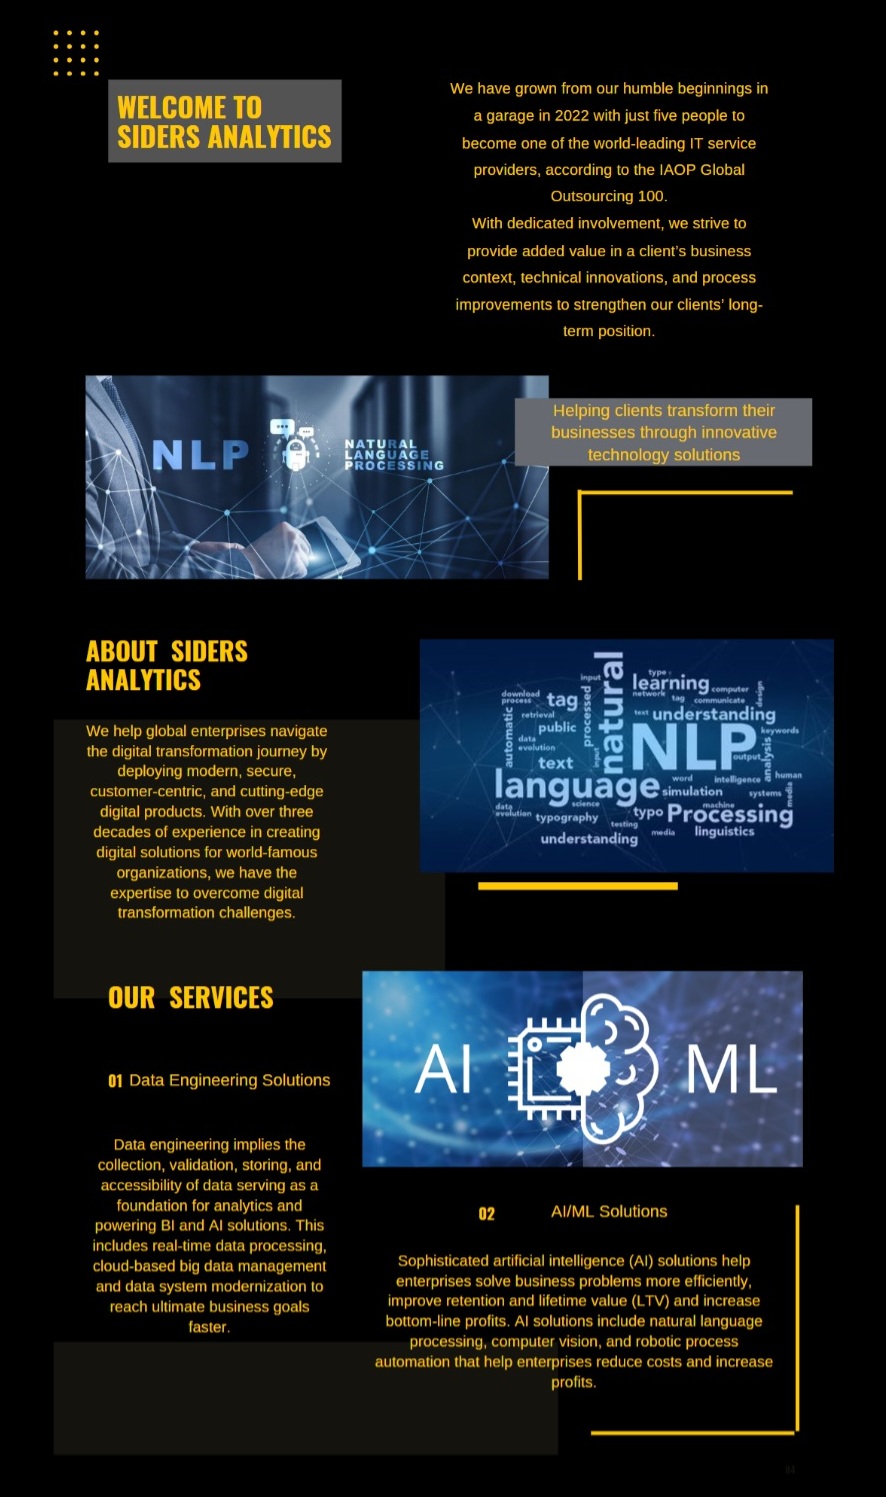 WELCOME TO
SIDERS ANALYTICS
We have grown from our humble beginnings in
a garage in 2022 with just five people to
become one of the world-leading IT service
providers, according to the IAOP Global
Outsourcing 100.
With dedicated involvement, we strive to
provide added value in a client's business
context, technical innovations, and process
improvements to strengthen our clients' long-
term position.
NLP
NATURAL
LANGUAGE
PROCESSING
Helping clients transform their
businesses through innovative
technology solutions
ABOUT SIDERS
ANALYTICS
We help global enterprises navigate
the digital transformation journey by
deploying modern, secure,
customer-centric, and cutting-edge
digital products. With over three
decades of experience in creating
digital solutions for world-famous
organizations, we have the
expertise to overcome digital
transformation challenges.
input
type
learning
computer
design
download
process
tag
processed
natural
network
tag
communicate
automatic
retrieval
text
understanding
public
NLP
keywords
data
evolution
output
analysis
text
input
language
word
intelligence
human
simulation
systems
media
data
evolution
science
typography
typo
machine
Processing
testing
media
linguistics
understanding
OUR SERVICES
01 Data Engineering Solutions
Data engineering implies the
collection, validation, storing, and
accessibility of data serving as a
foundation for analytics and
powering BI and AI solutions. This
includes real-time data processing,
cloud-based big data management
and data system modernization to
reach ultimate business goals
faster.
AI
ML
02 AI/ML Solutions
Sophisticated artificial intelligence (AI) solutions help
enterprises solve business problems more efficiently,
improve retention and lifetime value (LTV) and increase
bottom-line profits. AI solutions include natural language
processing, computer vision, and robotic process
automation that help enterprises reduce costs and increase
profits.
94